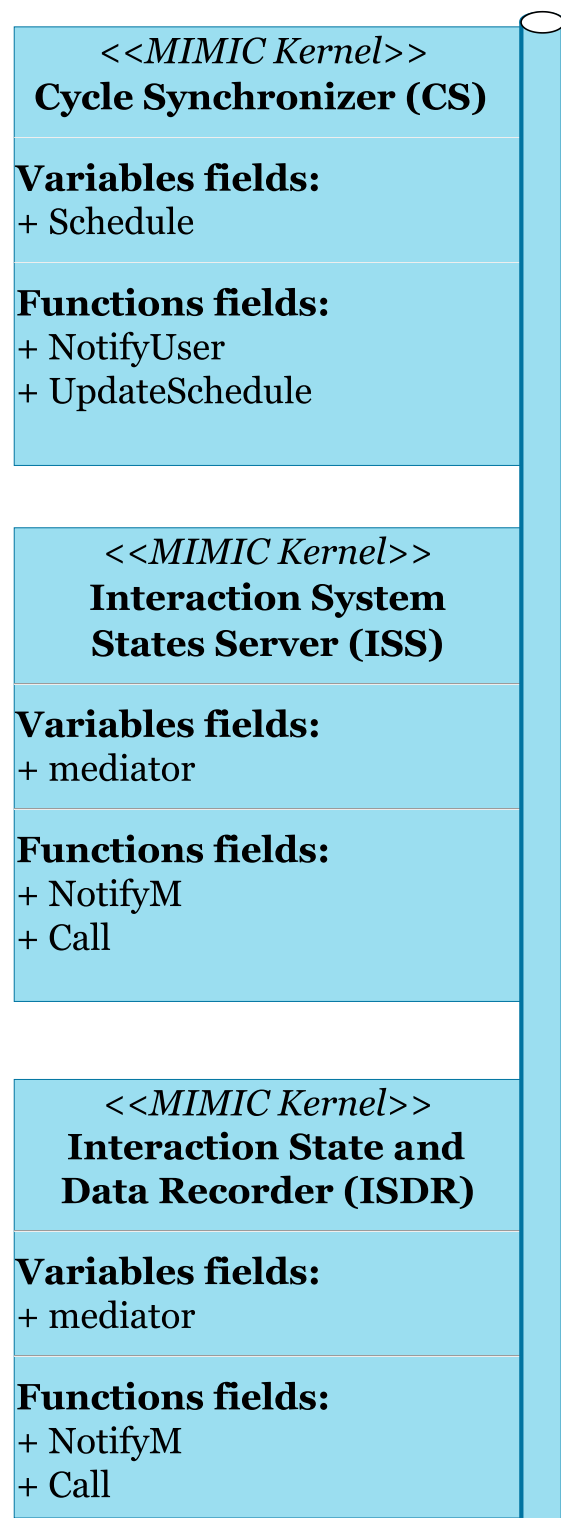 <<MIMIC Kernel>>
Cycle Synchronizer (CS)
Variables fields:
+ Schedule
Functions fields:
+ NotifyUser
+ UpdateSchedule
<<MIMIC Kernel>>
Interaction System
States Server (ISS)
Variables fields:
+ mediator
Functions fields:
+ NotifyM
+ Call
<<MIMIC Kernel>>
Interaction State and
Data Recorder (ISDR)
Variables fields:
+ mediator
Functions fields:
+ NotifyM
+ Call